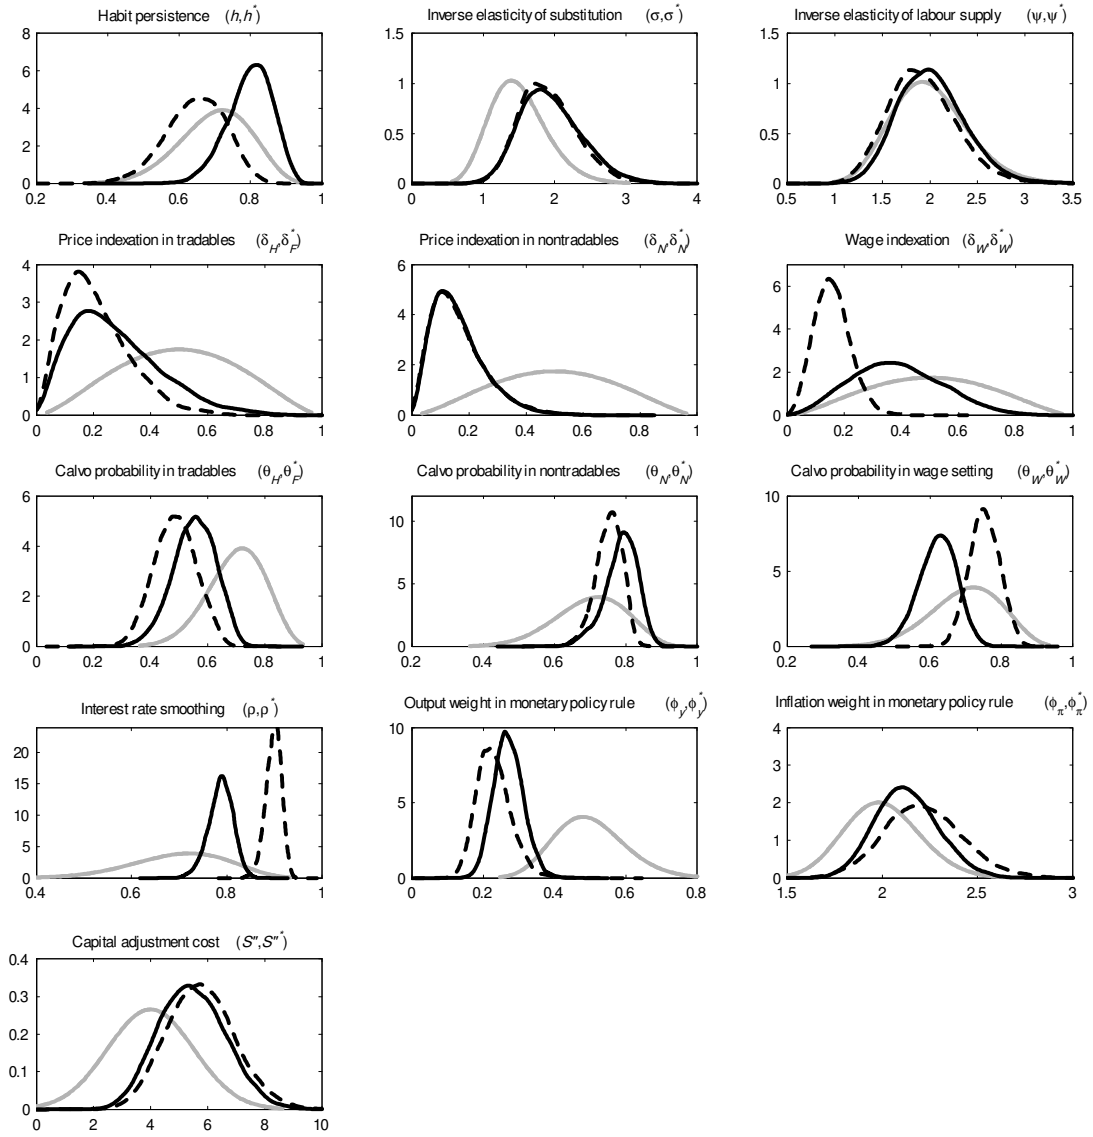 Habit persistence (h,h*)
8
6
4
2
0
0.2 0.4 0.6 0.8 1
Inverse elasticity of substitution (σ,σ*)
1.5
1
0.5
0
0 1 2 3 4
Inverse elasticity of labour supply (ψ,ψ*)
1.5
1
0.5
0
0.5 1 1.5 2 2.5 3 3.5
Price indexation in tradables (δH,δF*)
4
3
2
1
0
0 0.2 0.4 0.6 0.8 1
Price indexation in nontradables (δN,δN*)
6
4
2
0
0 0.2 0.4 0.6 0.8 1
Wage indexation (δW,δW*)
6
4
2
0
0 0.2 0.4 0.6 0.8 1
Calvo probability in tradables (θH,θF*)
6
4
2
0
0 0.2 0.4 0.6 0.8 1
Calvo probability in nontradables (θN,θN*)
10
5
0
0.2 0.4 0.6 0.8 1
Calvo probability in wage setting (θW,θW*)
10
5
0
0.2 0.4 0.6 0.8 1
Interest rate smoothing (ρ,ρ*)
20
15
10
5
0
0.4 0.6 0.8 1
Output weight in monetary policy rule (ϕy,ϕy*)
10
5
0
0 0.2 0.4 0.6 0.8
Inflation weight in monetary policy rule (ϕπ,ϕπ*)
4
3
2
1
0
1.5 2 2.5 3
Capital adjustment cost (S″,S″*)
0.4
0.3
0.2
0.1
0
0 2 4 6 8 10